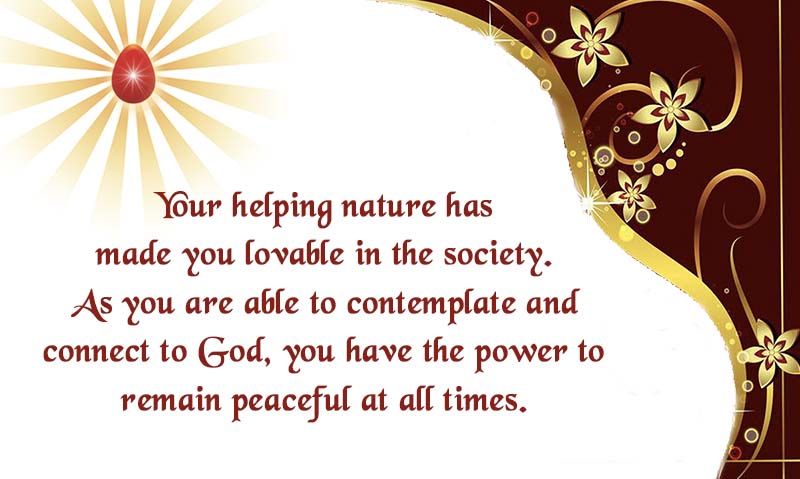 Your helping nature has
made you lovable in the society.
As you are able to contemplate and
connect to God, you have the power to
remain peaceful at all times.